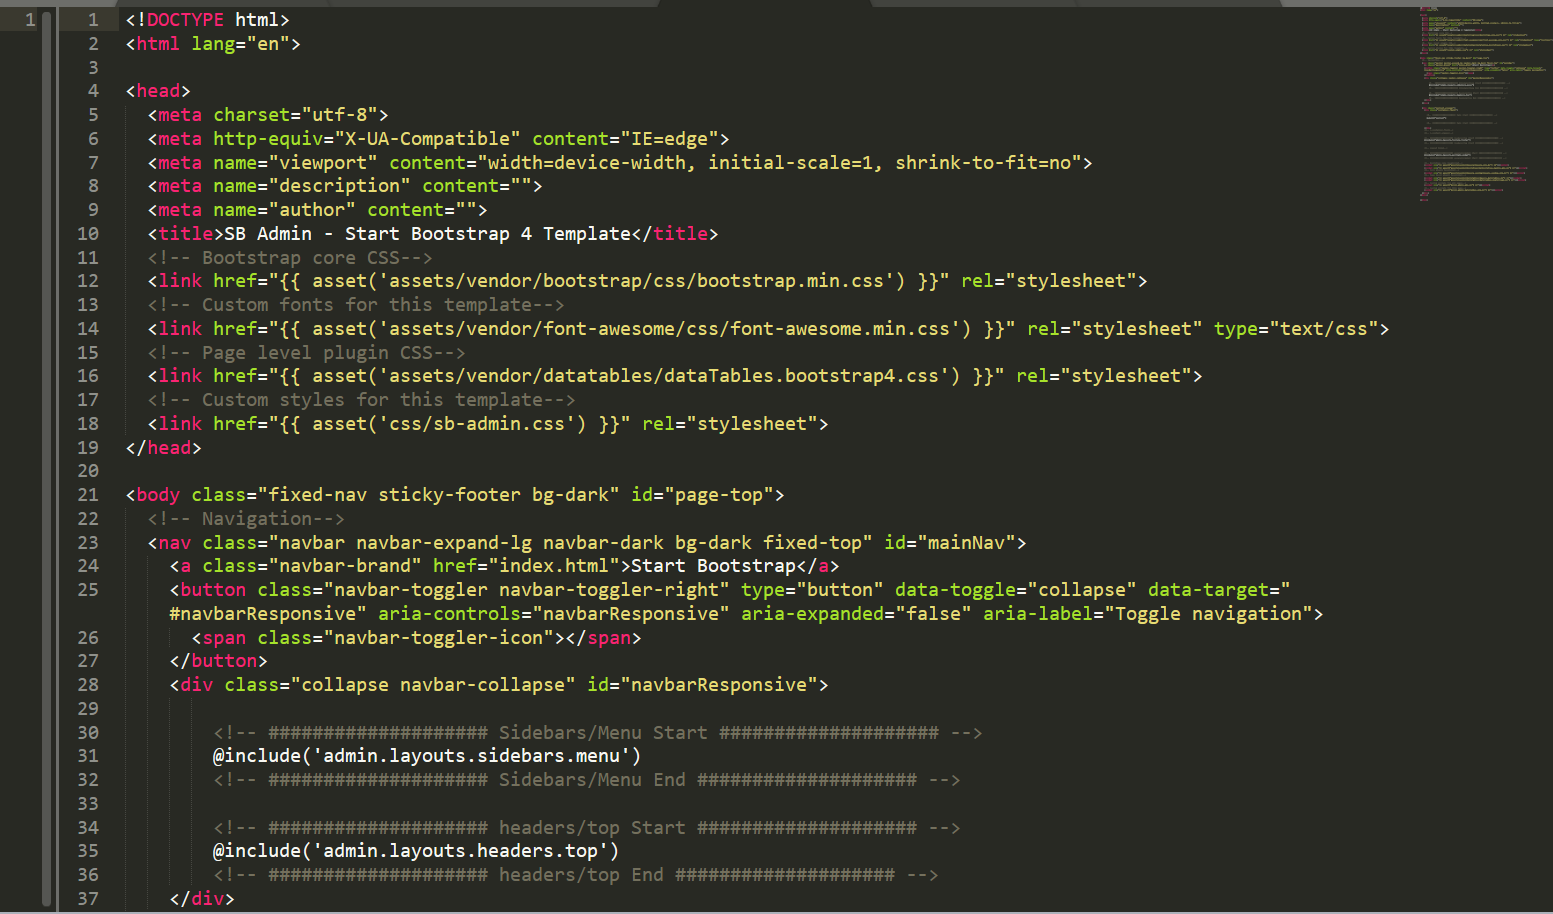 1
1 <!DOCTYPE html>
2 <html lang="en">
3
4 <head>
5 <meta charset="utf-8">
6 <meta http-equiv="X-UA-Compatible" content="IE=edge">
7 <meta name="viewport" content="width=device-width, initial-scale=1, shrink-to-fit=no">
8 <meta name="description" content="">
9 <meta name="author" content="">
10 <title>SB Admin - Start Bootstrap 4 Template</title>
11 <!-- Bootstrap core CSS-->
12 <link href="{{ asset('assets/vendor/bootstrap/css/bootstrap.min.css') }}" rel="stylesheet">
13 <!-- Custom fonts for this template-->
14 <link href="{{ asset('assets/vendor/font-awesome/css/font-awesome.min.css') }}" rel="stylesheet" type="text/css">
15 <!-- Page level plugin CSS-->
16 <link href="{{ asset('assets/vendor/datatables/dataTables.bootstrap4.css') }}" rel="stylesheet">
17 <!-- Custom styles for this template-->
18 <link href="{{ asset('css/sb-admin.css') }}" rel="stylesheet">
19 </head>
20
21 <body class="fixed-nav sticky-footer bg-dark" id="page-top">
22 <!-- Navigation-->
23 <nav class="navbar navbar-expand-lg navbar-dark bg-dark fixed-top" id="mainNav">
24 <a class="navbar-brand" href="index.html">Start Bootstrap</a>
25 <button class="navbar-toggler navbar-toggler-right" type="button" data-toggle="collapse" data-target="
#navbarResponsive" aria-controls="navbarResponsive" aria-expanded="false" aria-label="Toggle navigation">
26 <span class="navbar-toggler-icon"></span>
27 </button>
28 <div class="collapse navbar-collapse" id="navbarResponsive">
29
30 <!-- #################### Sidebars/Menu Start #################### -->
31 @include('admin.layouts.sidebars.menu')
32 <!-- #################### Sidebars/Menu End #################### -->
33
34 <!-- #################### headers/top Start #################### -->
35 @include('admin.layouts.headers.top')
36 <!-- #################### headers/top End #################### -->
37 </div>